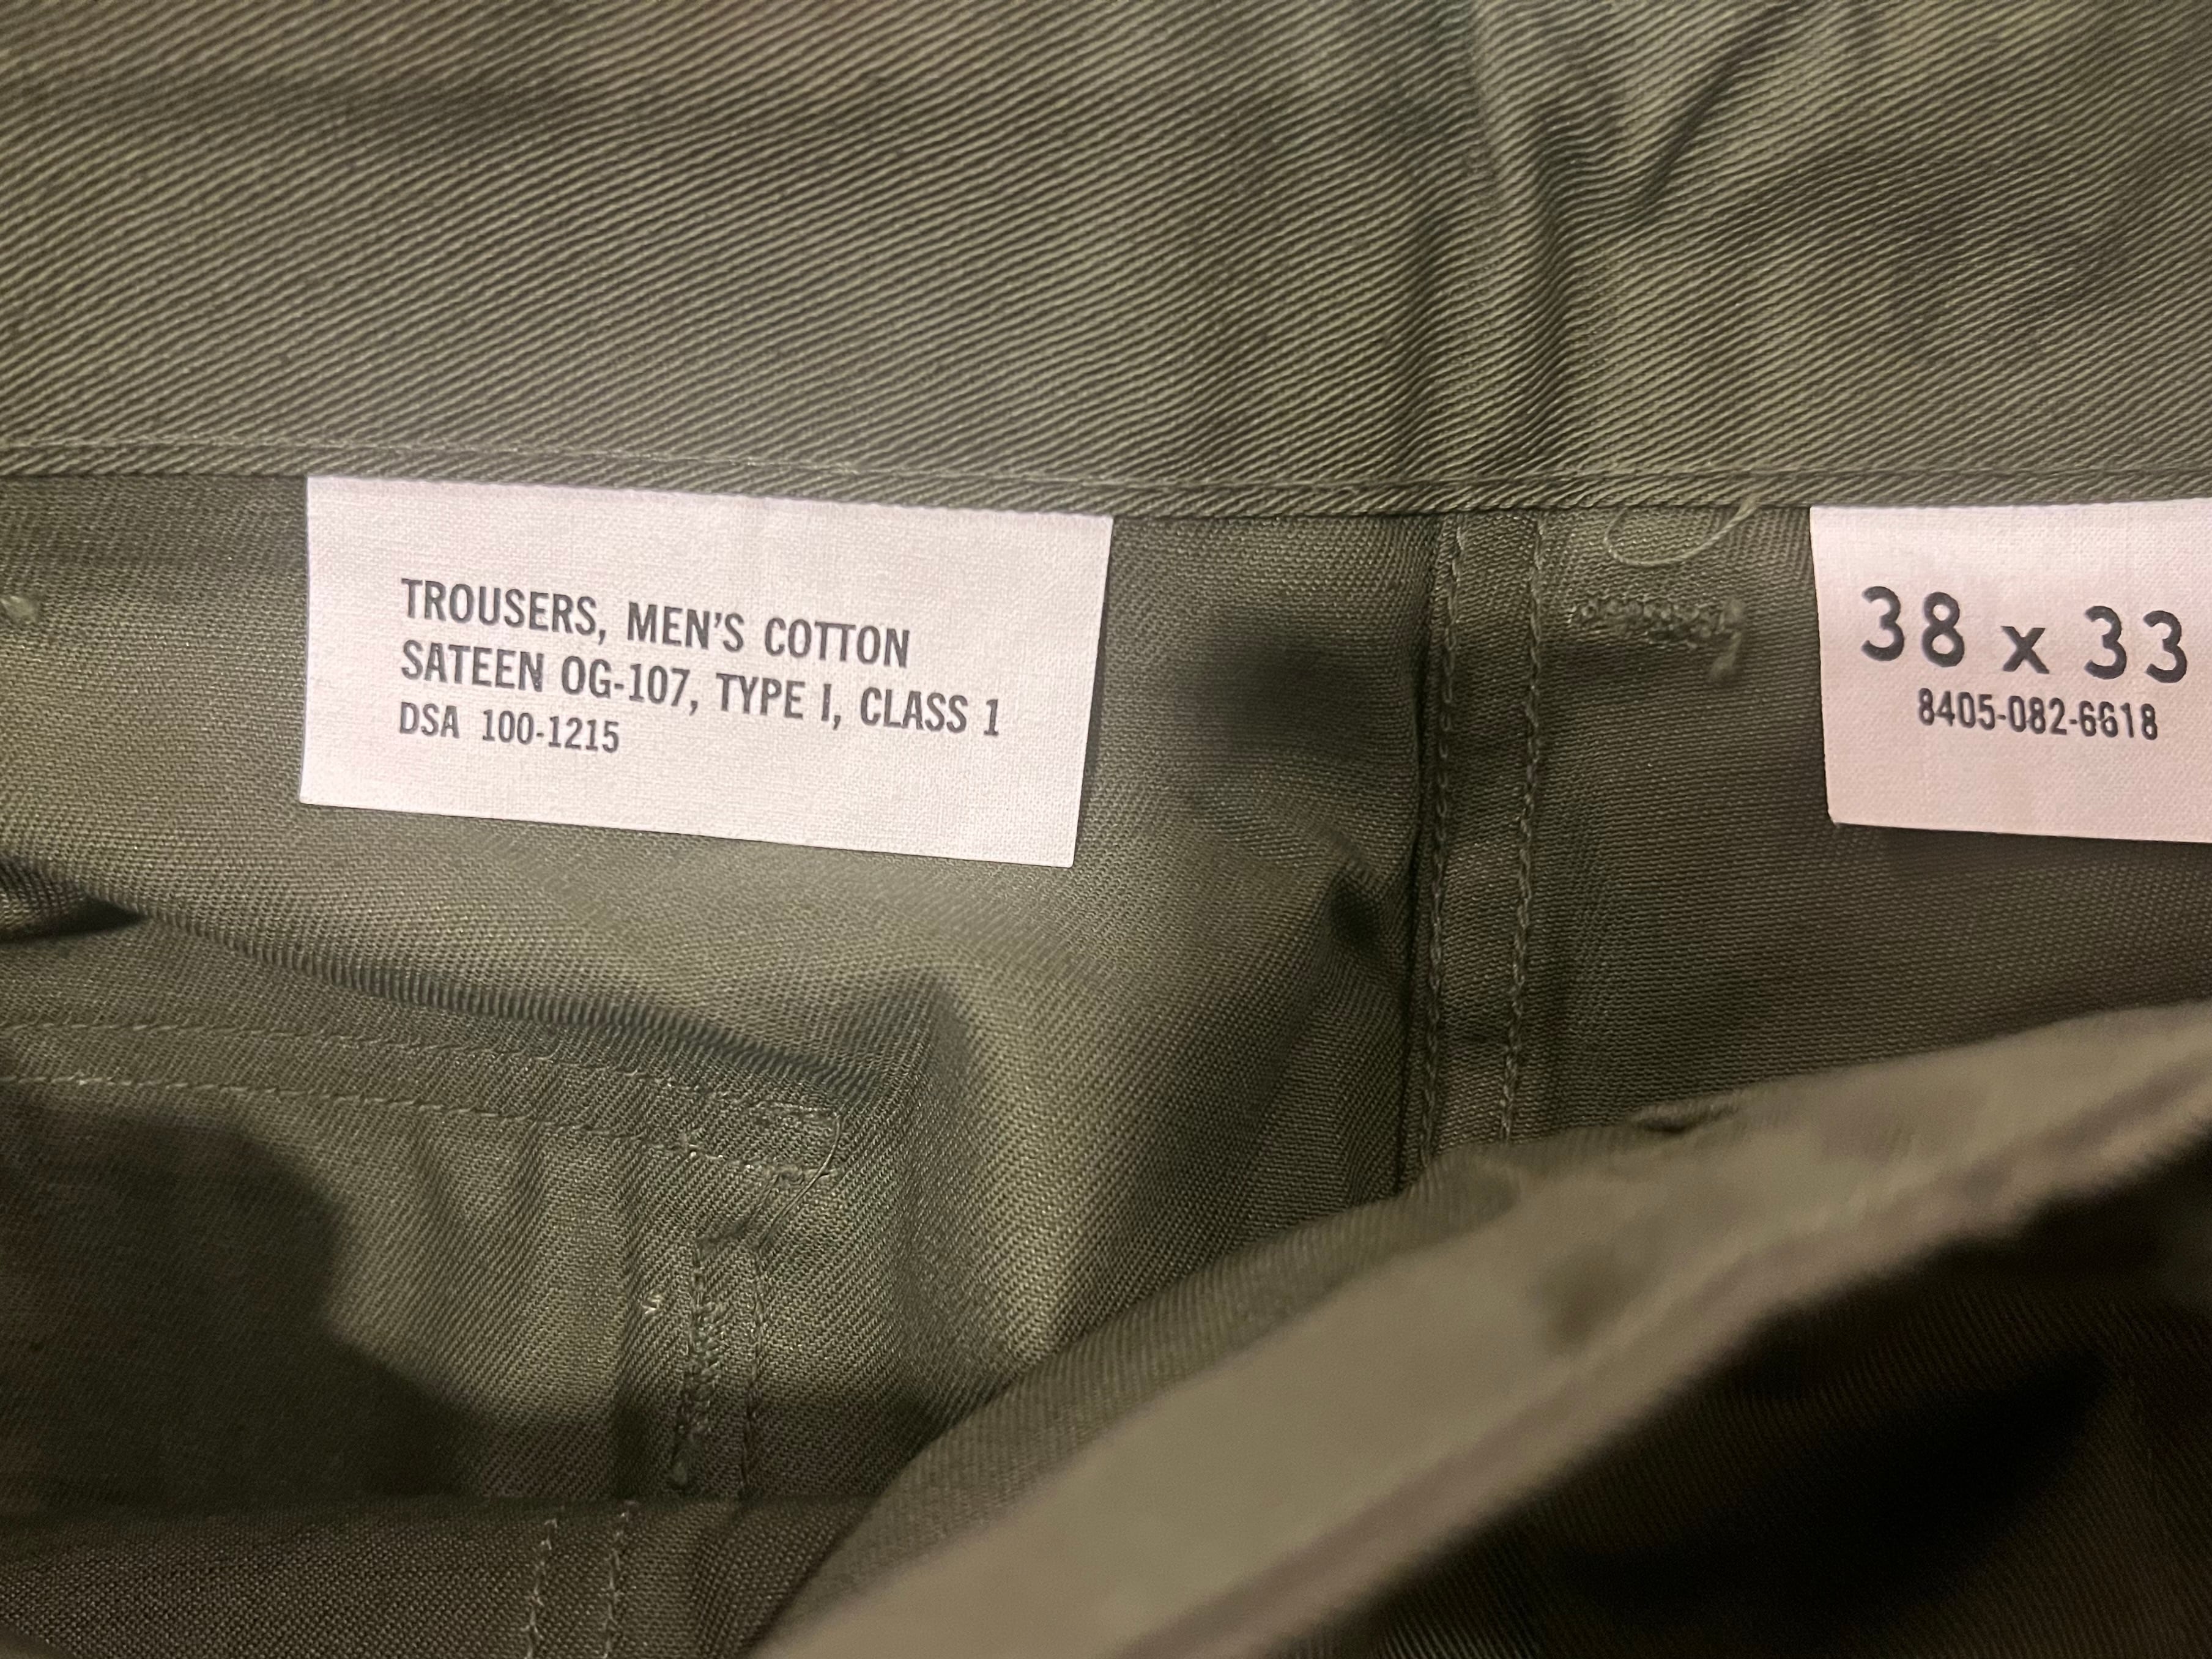 TROUSERS, MEN'S COTTON
SATEEN OG-107, TYPE I, CLASS 1
DSA 100-1215
38 x 33
8405-082-6618